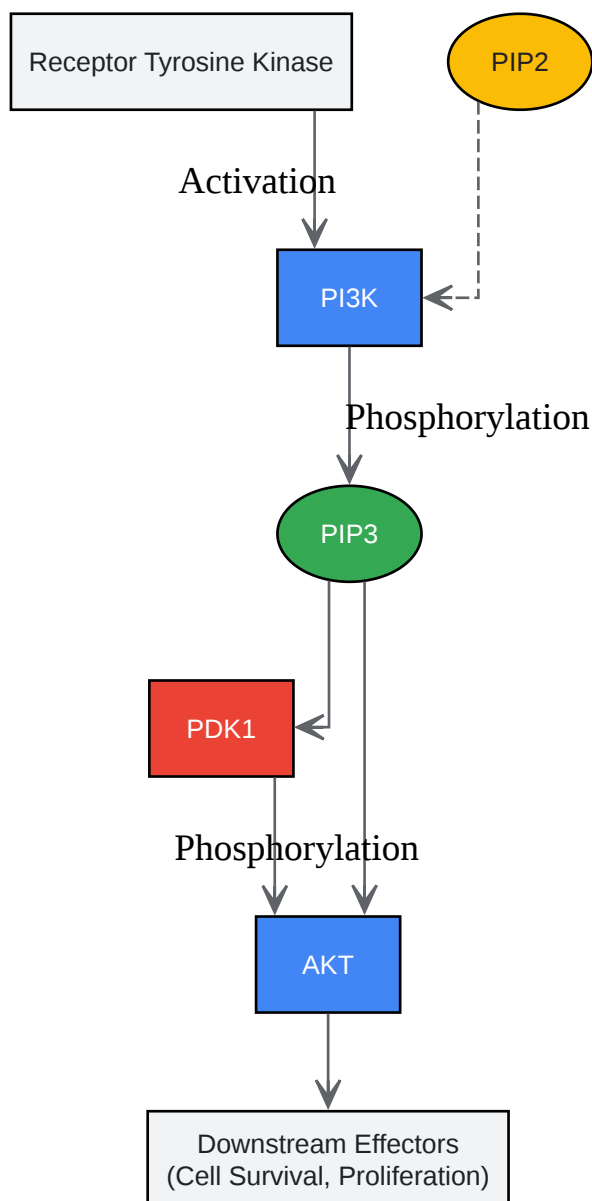 Receptor Tyrosine Kinase
PIP2
Activation
PI3K
Phosphorylation
PIP3
PDK1
Phosphorylation
AKT
Downstream Effectors
(Cell Survival, Proliferation)